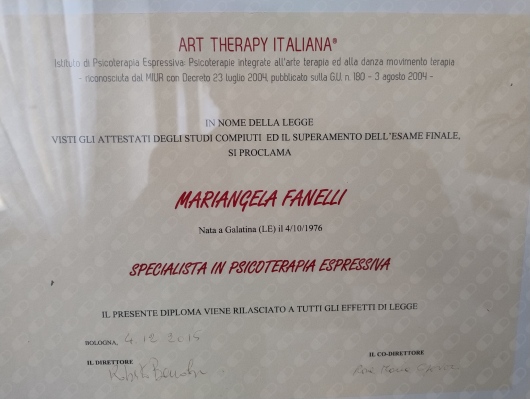 ART THERAPY ITALIANA®
Istituto di Psicoterapia Espressiva: Psicoterapie integrate all'arte terapia ed alla danza movimento terapia
- riconosciuta dal MIUR con Decreto 23 luglio 2004, pubblicato sulla G.U. n. 180 - 3 agosto 2004 -
IN NOME DELLA LEGGE
VISTI GLI ATTESTATI DEGLI STUDI COMPIUTI ED IL SUPERAMENTO DELL'ESAME FINALE,
SI PROCLAMA
MARIANGELA FANELLI
Nata a Galatina (LE) il 4/10/1976
SPECIALISTA IN PSICOTERAPIA ESPRESSIVA
IL PRESENTE DIPLOMA VIENE RILASCIATO A TUTTI GLI EFFETTI DI LEGGE
BOLOGNA, 4.12.2015
IL DIRETTORE
IL CO-DIRETTORE